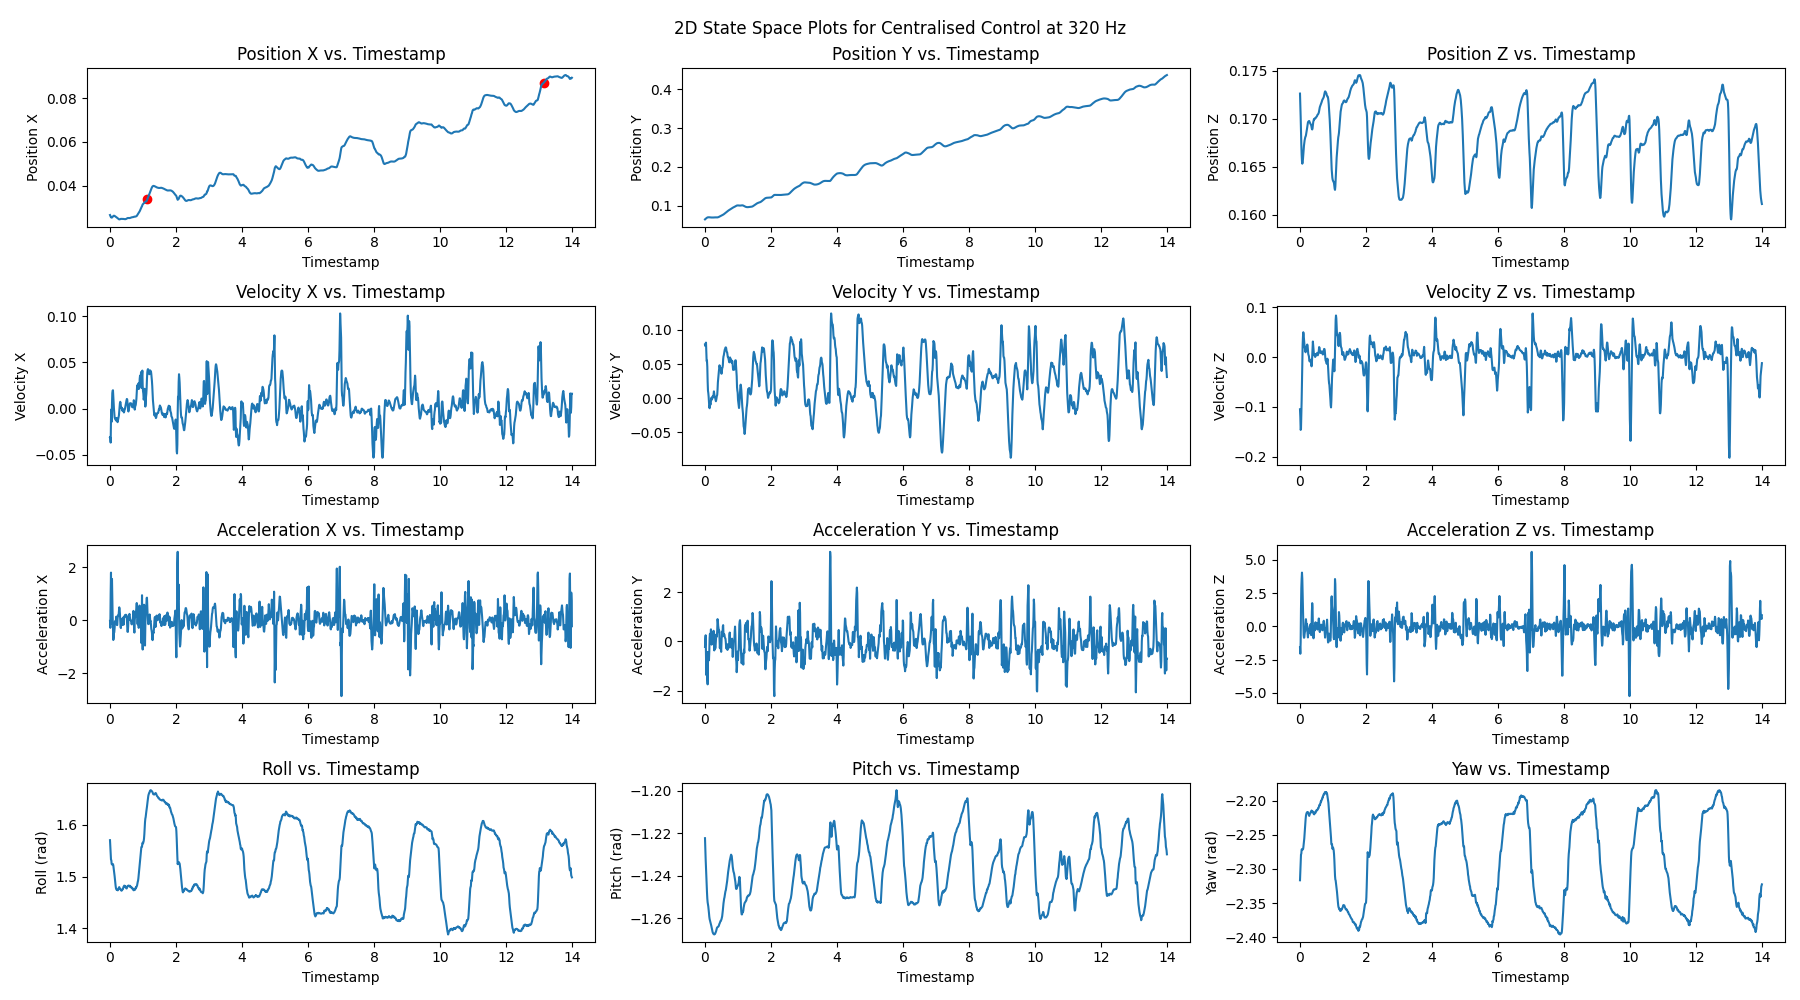 2D State Space Plots for Centralised Control at 320 Hz
Position X vs. Timestamp
Position X
0.08
0.06
0.04
0 2 4 6 8 10 12 14
Timestamp
Position Y vs. Timestamp
Position Y
0.4
0.3
0.2
0.1
0 2 4 6 8 10 12 14
Timestamp
Position Z vs. Timestamp
Position Z
0.175
0.170
0.165
0.160
0 2 4 6 8 10 12 14
Timestamp
Velocity X vs. Timestamp
Velocity X
0.10
0.05
0.00
−0.05
0 2 4 6 8 10 12 14
Timestamp
Velocity Y vs. Timestamp
Velocity Y
0.10
0.05
0.00
−0.05
0 2 4 6 8 10 12 14
Timestamp
Velocity Z vs. Timestamp
Velocity Z
0.1
0.0
−0.1
−0.2
0 2 4 6 8 10 12 14
Timestamp
Acceleration X vs. Timestamp
Acceleration X
2
0
−2
0 2 4 6 8 10 12 14
Timestamp
Acceleration Y vs. Timestamp
Acceleration Y
2
0
−2
0 2 4 6 8 10 12 14
Timestamp
Acceleration Z vs. Timestamp
Acceleration Z
5.0
2.5
0.0
−2.5
−5.0
0 2 4 6 8 10 12 14
Timestamp
Roll vs. Timestamp
Roll (rad)
1.6
1.5
1.4
0 2 4 6 8 10 12 14
Timestamp
Pitch vs. Timestamp
Pitch (rad)
−1.20
−1.22
−1.24
−1.26
0 2 4 6 8 10 12 14
Timestamp
Yaw vs. Timestamp
Yaw (rad)
−2.20
−2.25
−2.30
−2.35
−2.40
0 2 4 6 8 10 12 14
Timestamp